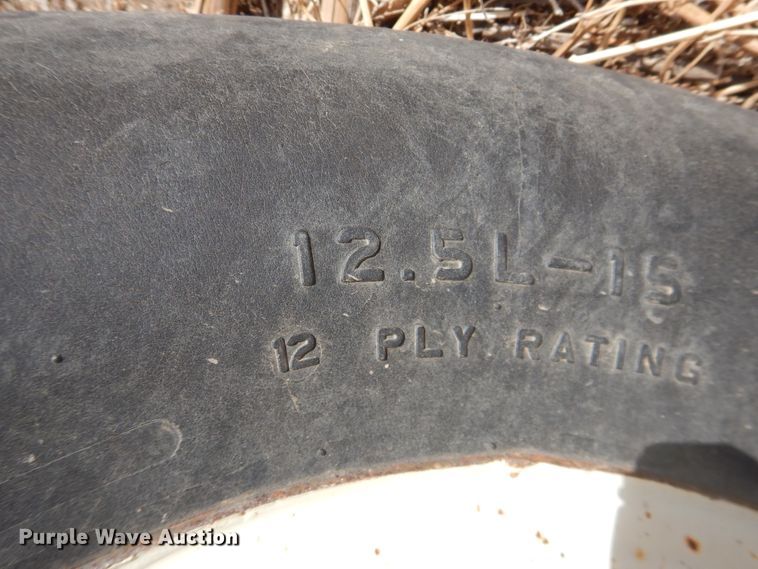 12.5L-15
12 PLY RATING
Purple Wave Auction